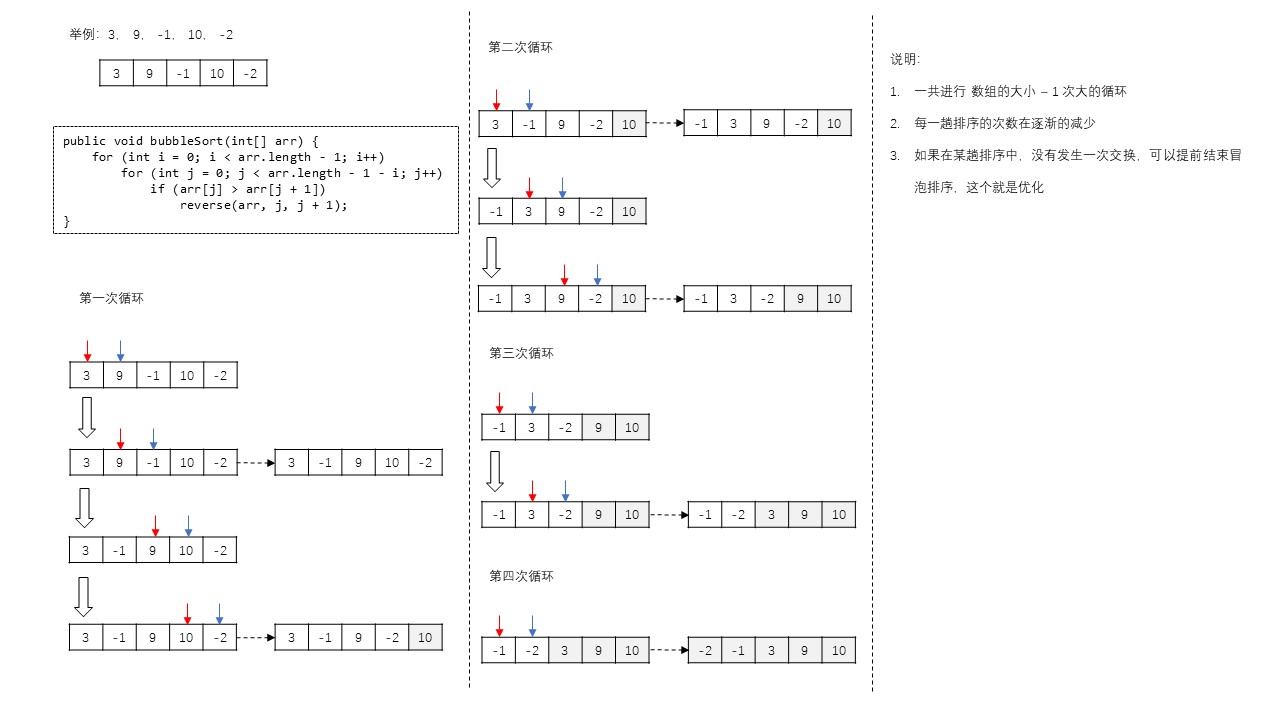 举例：3， 9， -1， 10， -2
3 9 -1 10 -2
public void bubbleSort(int[] arr) {
for (int i = 0; i < arr.length - 1; i++)
for (int j = 0; j < arr.length - 1 - i; j++)
if (arr[j] > arr[j + 1])
reverse(arr, j, j + 1);
}
第一次循环
3 9 -1 10 -2
3 9 -1 10 -2
3 -1 9 10 -2
3 -1 9 10 -2
3 -1 9 10 -2
3 -1 9 -2 10
第二次循环
3 -1 9 -2 10
-1 3 9 -2 10
-1 3 9 -2 10
-1 3 9 -2 10
-1 3 -2 9 10
第三次循环
-1 3 -2 9 10
-1 3 -2 9 10
-1 -2 3 9 10
第四次循环
-1 -2 3 9 10
-2 -1 3 9 10
说明：
1. 一共进行 数组的大小 – 1 次大的循环
2. 每一趟排序的次数在逐渐的减少
3. 如果在某趟排序中，没有发生一次交换，可以提前结束冒
泡排序，这个就是优化